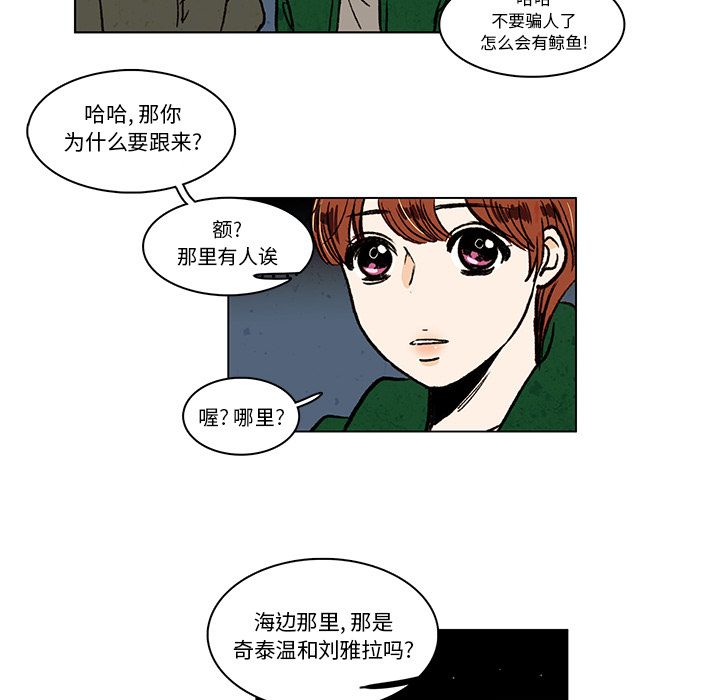 哈哈
不要骗人了
怎么会有鲸鱼!
哈哈, 那你
为什么要跟来?
额?
那里有人诶
喔? 哪里?
海边那里, 那是
奇泰温和刘雅拉吗?